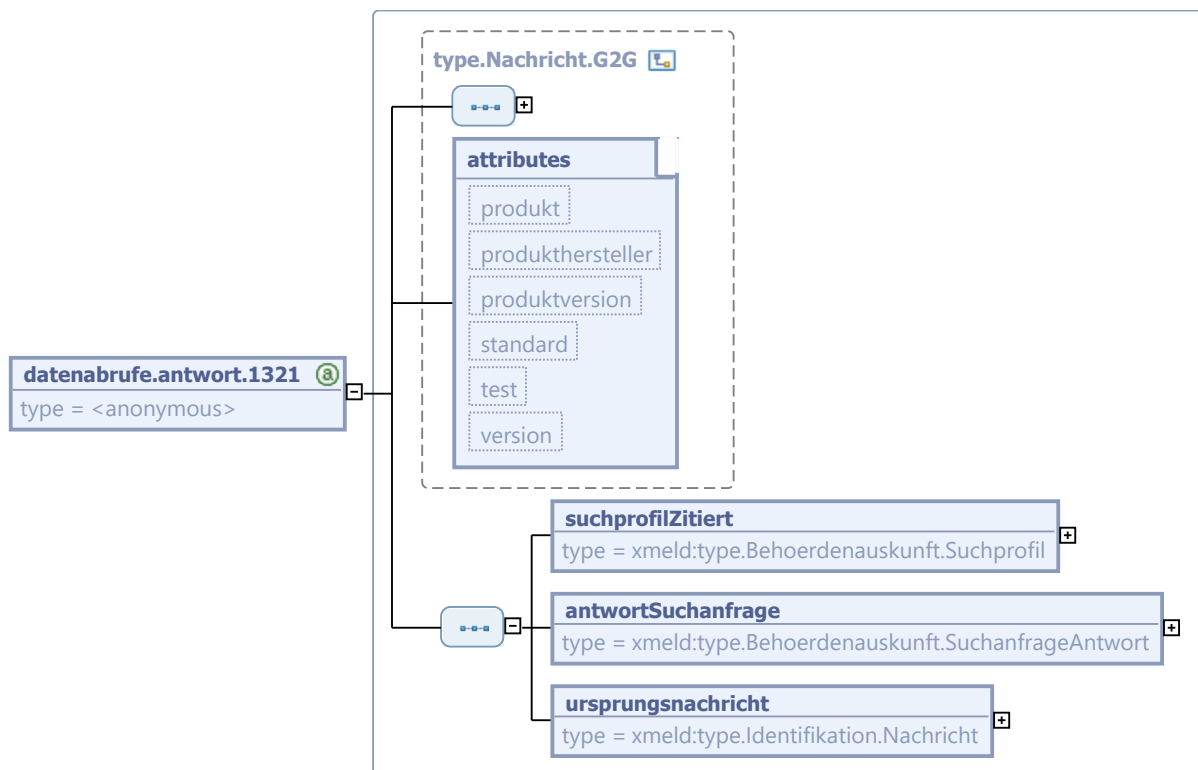 type.Nachricht.G2G
attributes
produkt
produkthersteller
produktversion
standard
test
version
datenabrufe.antwort.1321 a
type = <anonymous>
suchprofilZitiert
type = xmeld:type.Behoerdenauskunft.Suchprofil
antwortSuchanfrage
type = xmeld:type.Behoerdenauskunft.SuchanfrageAntwort
ursprungsnachricht
type = xmeld:type.Identifikation.Nachricht